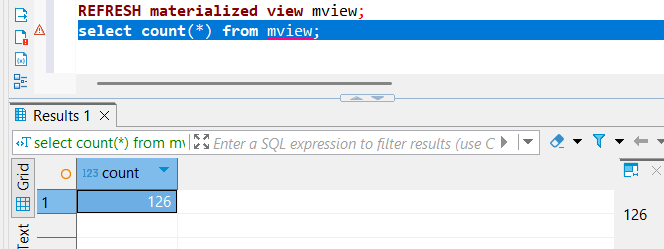 REFRESH materialized view mview;
select count(*) from mview;
Results 1
select count(*) from mv
Enter a SQL expression to filter results (use C
Grid
Text
123 count
1
126
126